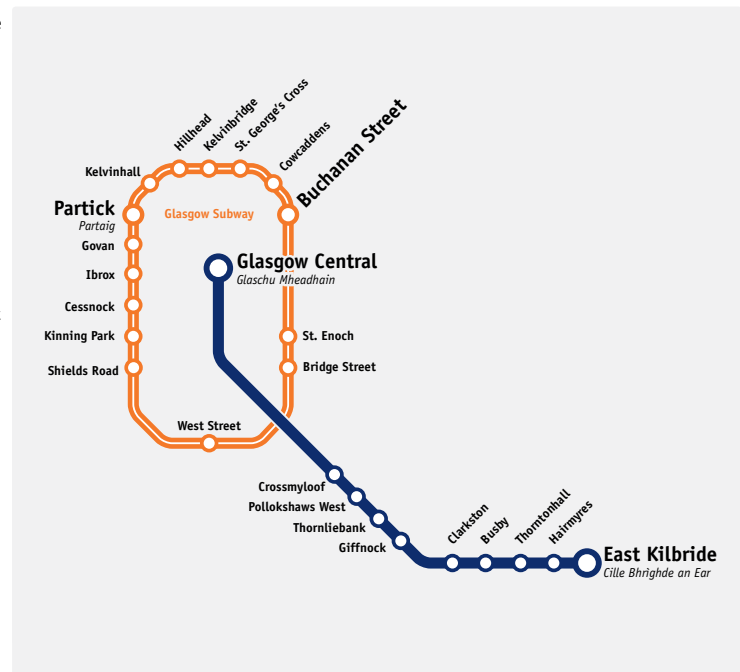 Hillhead
Kelvinbridge
St. George's Cross
Cowcaddens
Buchanan Street
Kelvinhall
Partick
Partaig
Glasgow Subway
Govan
Glasgow Central
Glaschu Mheadhain
Ibrox
Cessnock
Kinning Park
St. Enoch
Shields Road
Bridge Street
West Street
Crossmyloof
Pollokshaws West
Thornliebank
Giffnock
Clarkston
Busby
Thorntonhall
Hairmyres
East Kilbride
Cille Bhrìghde an Ear